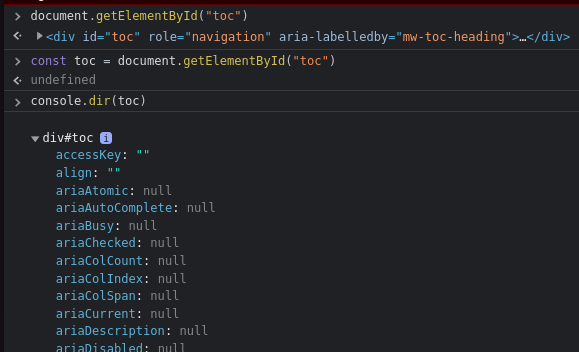 document.getElementById("toc")
<div id="toc" role="navigation" aria-labelledby="mw-toc-heading">…</div>
const toc = document.getElementById("toc")
undefined
console.dir(toc)
div#toc i
accessKey: ""
align: ""
ariaAtomic: null
ariaAutoComplete: null
ariaBusy: null
ariaChecked: null
ariaColCount: null
ariaColIndex: null
ariaColSpan: null
ariaCurrent: null
ariaDescription: null
ariaDisabled: null